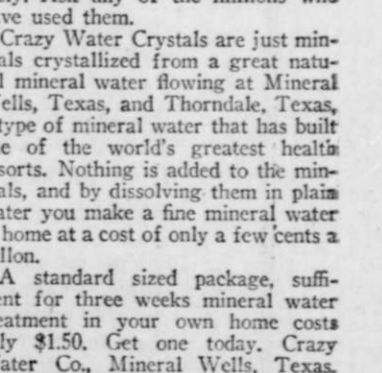 ve used them.
Crazy Water Crystals are just min-
als crystallized from a great natu-
l mineral water flowing at Mineral
ells, Texas, and Thorndale, Texas,
type of mineral water that has built
e of the world's greatest health
sorts. Nothing is added to the min-
als, and by dissolving them in plain
ater you make a fine mineral water
home at a cost of only a few cents a
llon.
A standard sized package, suffi-
ent for three weeks mineral water
eatment in your own home costs
ly $1.50. Get one today. Crazy
ater Co., Mineral Wells, Texas.